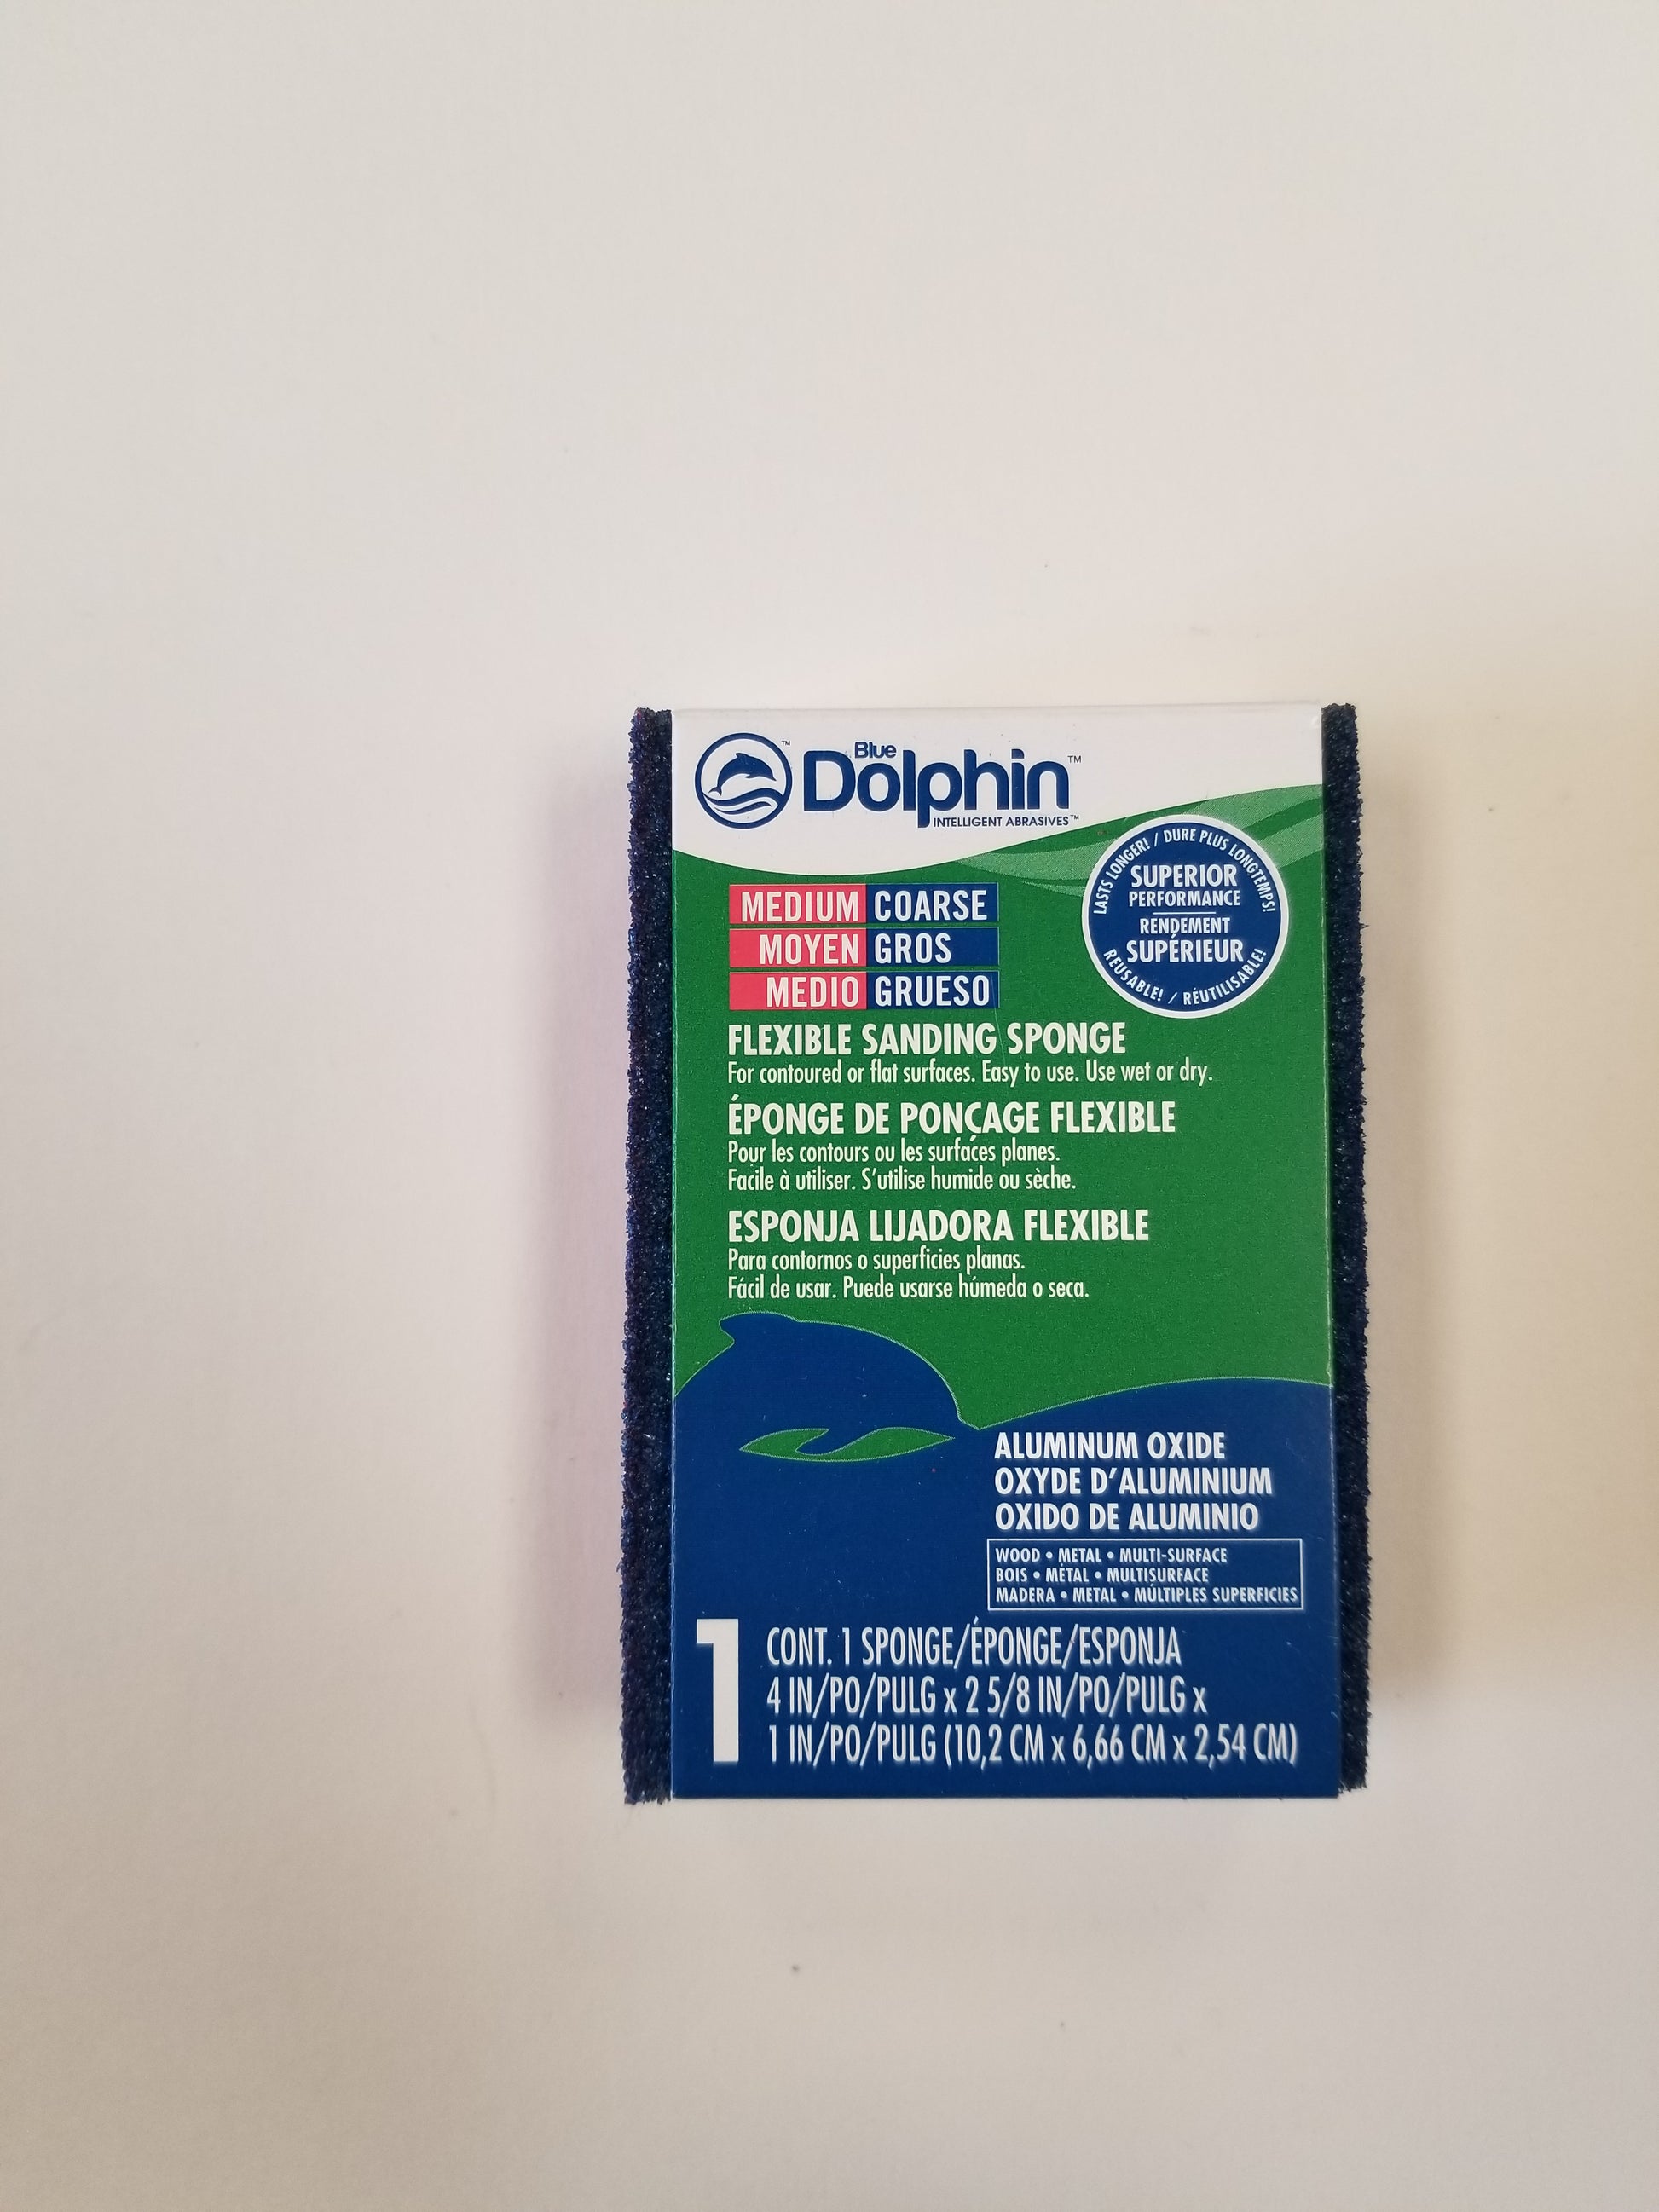 Blue
Dolphin™
INTELLIGENT ABRASIVES™
™
LASTS LONGER! / DURE PLUS LONGTEMPS!
SUPERIOR
PERFORMANCE
RENDEMENT
SUPÉRIEUR
REUSABLE! / RÉUTILISABLE!
MEDIUM COARSE
MOYEN GROS
MEDIO GRUESO
FLEXIBLE SANDING SPONGE
For contoured or flat surfaces. Easy to use. Use wet or dry.
ÉPONGE DE PONÇAGE FLEXIBLE
Pour les contours ou les surfaces planes.
Facile à utiliser. S'utilise humide ou sèche.
ESPONJA LIJADORA FLEXIBLE
Para contornos o superficies planas.
Fácil de usar. Puede usarse húmeda o seca.
ALUMINUM OXIDE
OXYDE D'ALUMINIUM
OXIDO DE ALUMINIO
WOOD • METAL • MULTI-SURFACE
BOIS • MÉTAL • MULTISURFACE
MADERA • METAL • MÚLTIPLES SUPERFICIES
1
CONT. 1 SPONGE/ÉPONGE/ESPONJA
4 IN/PO/PULG x 2 5/8 IN/PO/PULG x
1 IN/PO/PULG (10,2 CM x 6,66 CM x 2,54 CM)